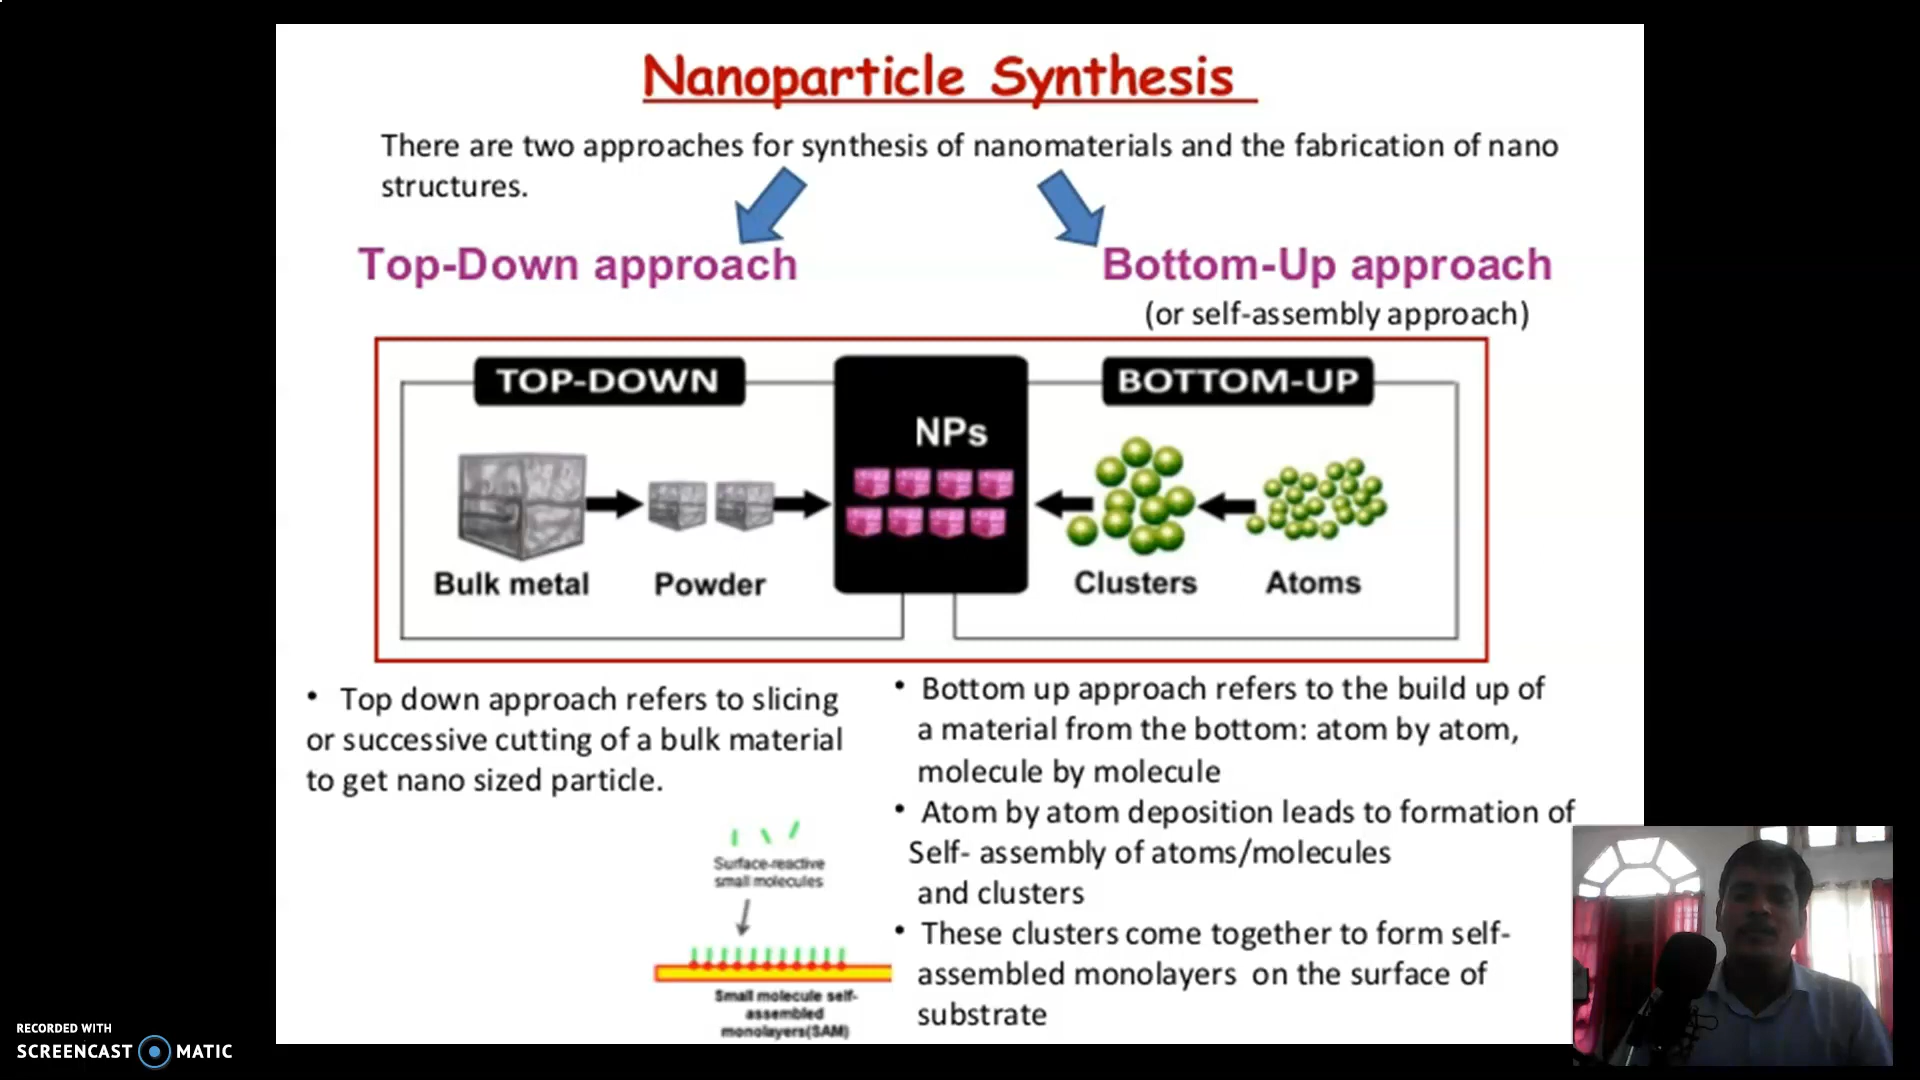 Nanoparticle Synthesis
There are two approaches for synthesis of nanomaterials and the fabrication of nano
structures.
Top-Down approach
Bottom-Up approach
(or self-assembly approach)
TOP-DOWN
BOTTOM-UP
NPs
Bulk metal
Powder
Clusters
Atoms
• Top down approach refers to slicing
or successive cutting of a bulk material
to get nano sized particle.
Surface-reactive
small molecules
Small molecule self-
assembled
monolayers(SAM)
• Bottom up approach refers to the build up of
a material from the bottom: atom by atom,
molecule by molecule
• Atom by atom deposition leads to formation of
Self- assembly of atoms/molecules
and clusters
• These clusters come together to form self-
assembled monolayers on the surface of
substrate
RECORDED WITH
SCREENCAST MATIC